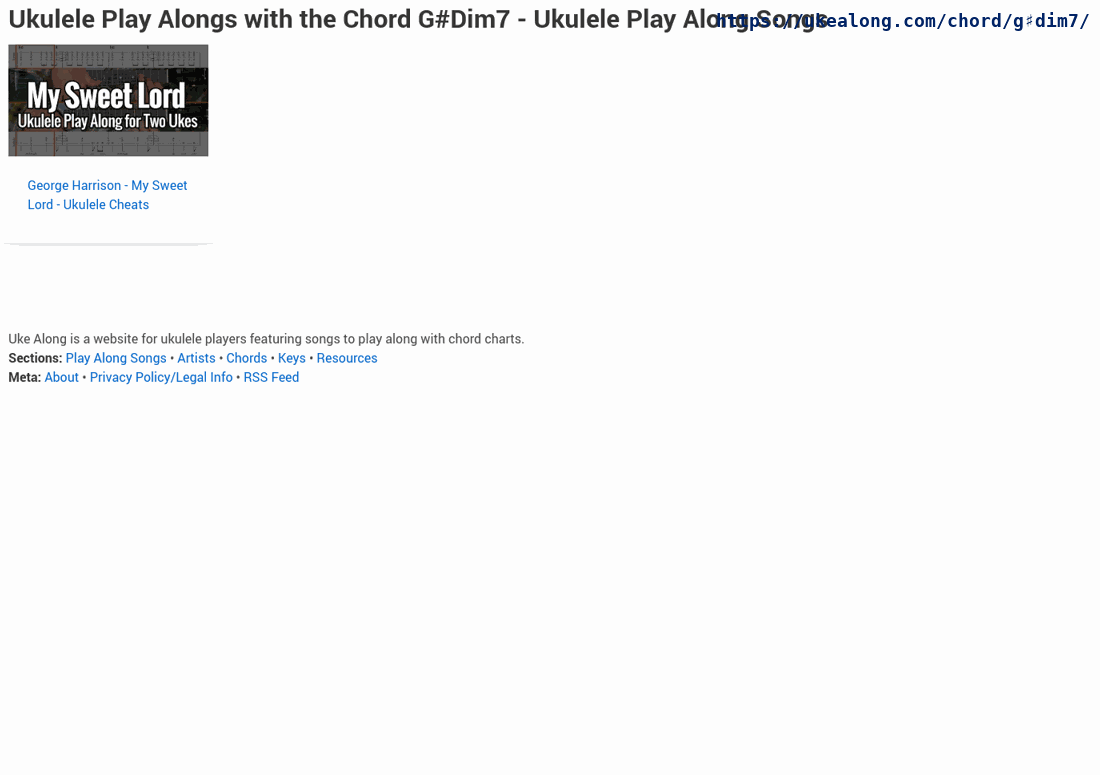 Ukulele Play Alongs with the Chord G#Dim7 - Ukulele Play Along Songs
https://ukealong.com/chord/g♯dim7/
My Sweet Lord
Ukulele Play Along for Two Ukes
George Harrison - My Sweet
Lord - Ukulele Cheats
Uke Along is a website for ukulele players featuring songs to play along with chord charts.
Sections: Play Along Songs • Artists • Chords • Keys • Resources
Meta: About • Privacy Policy/Legal Info • RSS Feed